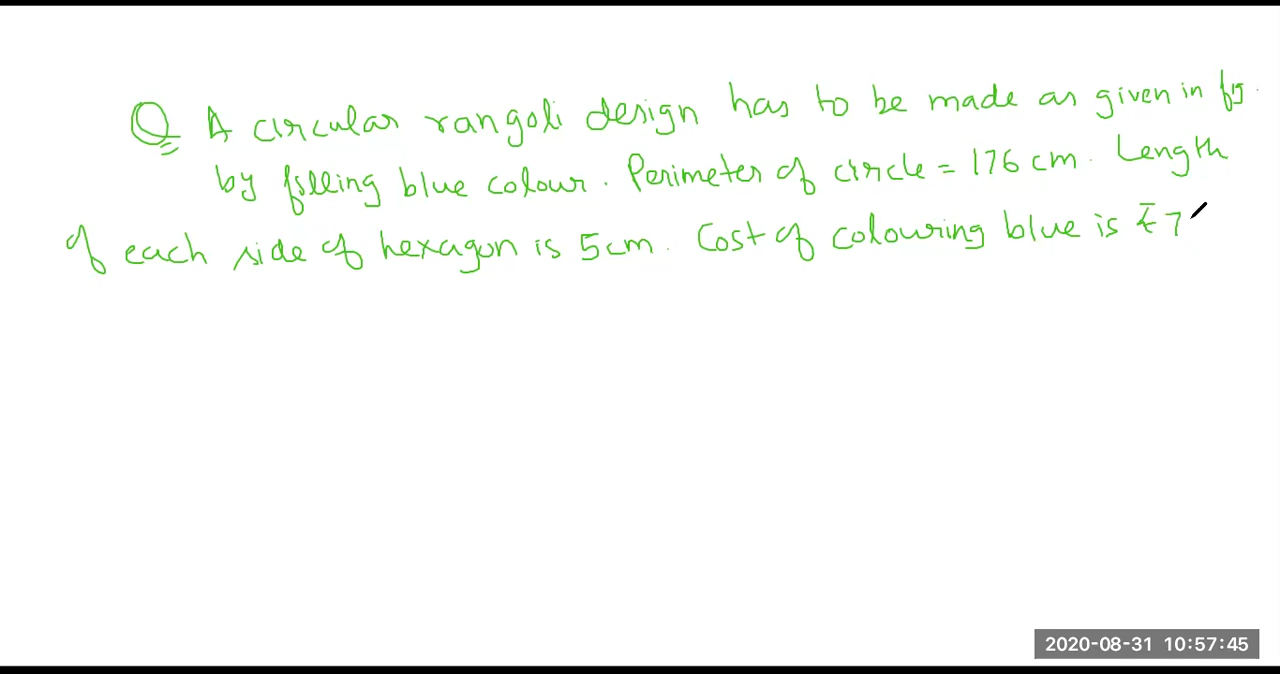 Q A circular rangoli design has to be made as given in fig.
by filling blue colour. Perimeter of circle = 176 cm. Length
of each side of hexagon is 5cm. Cost of colouring blue is ₹7
2020-08-31 10:57:45